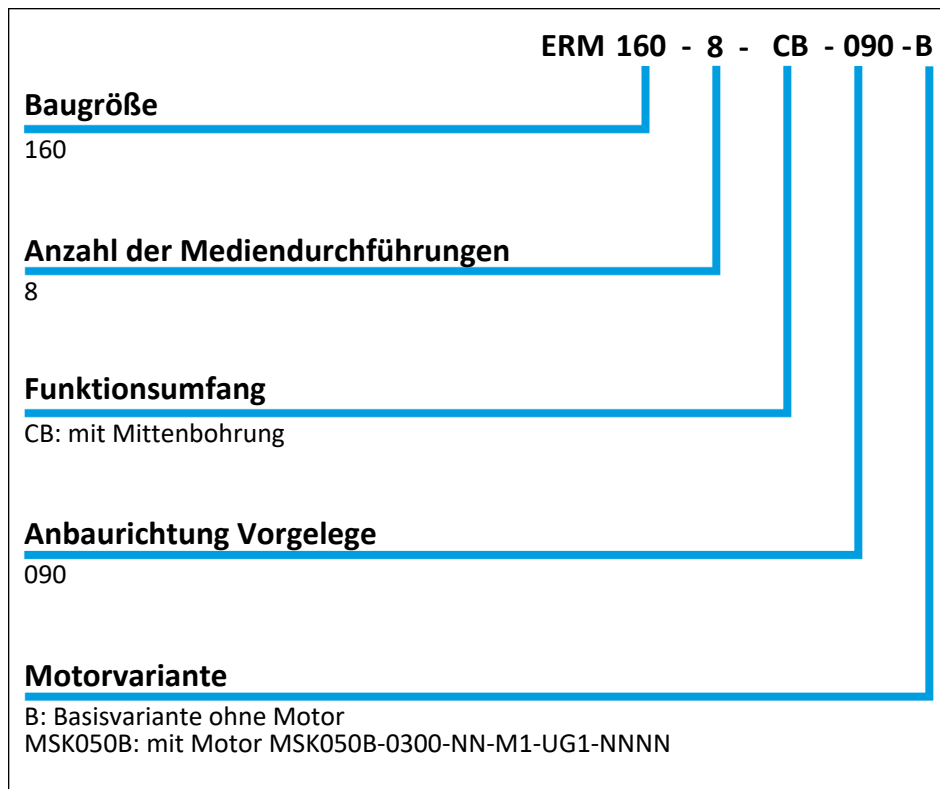 ERM 160 - 8 - CB - 090 - B
Baugröße
160
Anzahl der Mediendurchführungen
8
Funktionsumfang
CB: mit Mittenbohrung
Anbaurichtung Vorgelege
090
Motorvariante
B: Basisvariante ohne Motor
MSK050B: mit Motor MSK050B-0300-NN-M1-UG1-NNNN